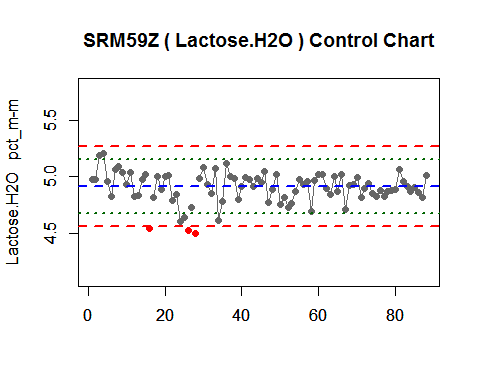 SRM59Z ( Lactose.H2O ) Control Chart
Lactose.H2O pct_m-m
5.5
5.0
4.5
0 20 40 60 80